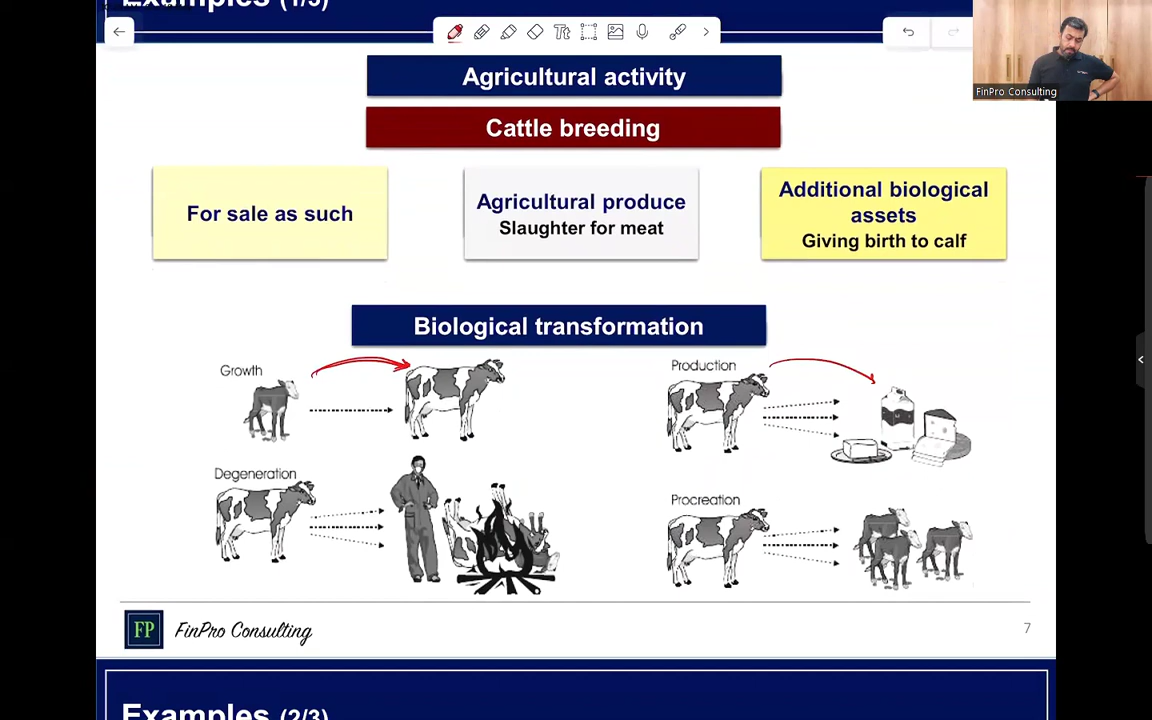 Examples (1/3)
Tt
FinPro Consulting
Agricultural activity
Cattle breeding
For sale as such
Agricultural produce
Slaughter for meat
Additional biological
assets
Giving birth to calf
Biological transformation
Growth
Production
Degeneration
Procreation
FP FinPro Consulting
7
Examples (2/3)